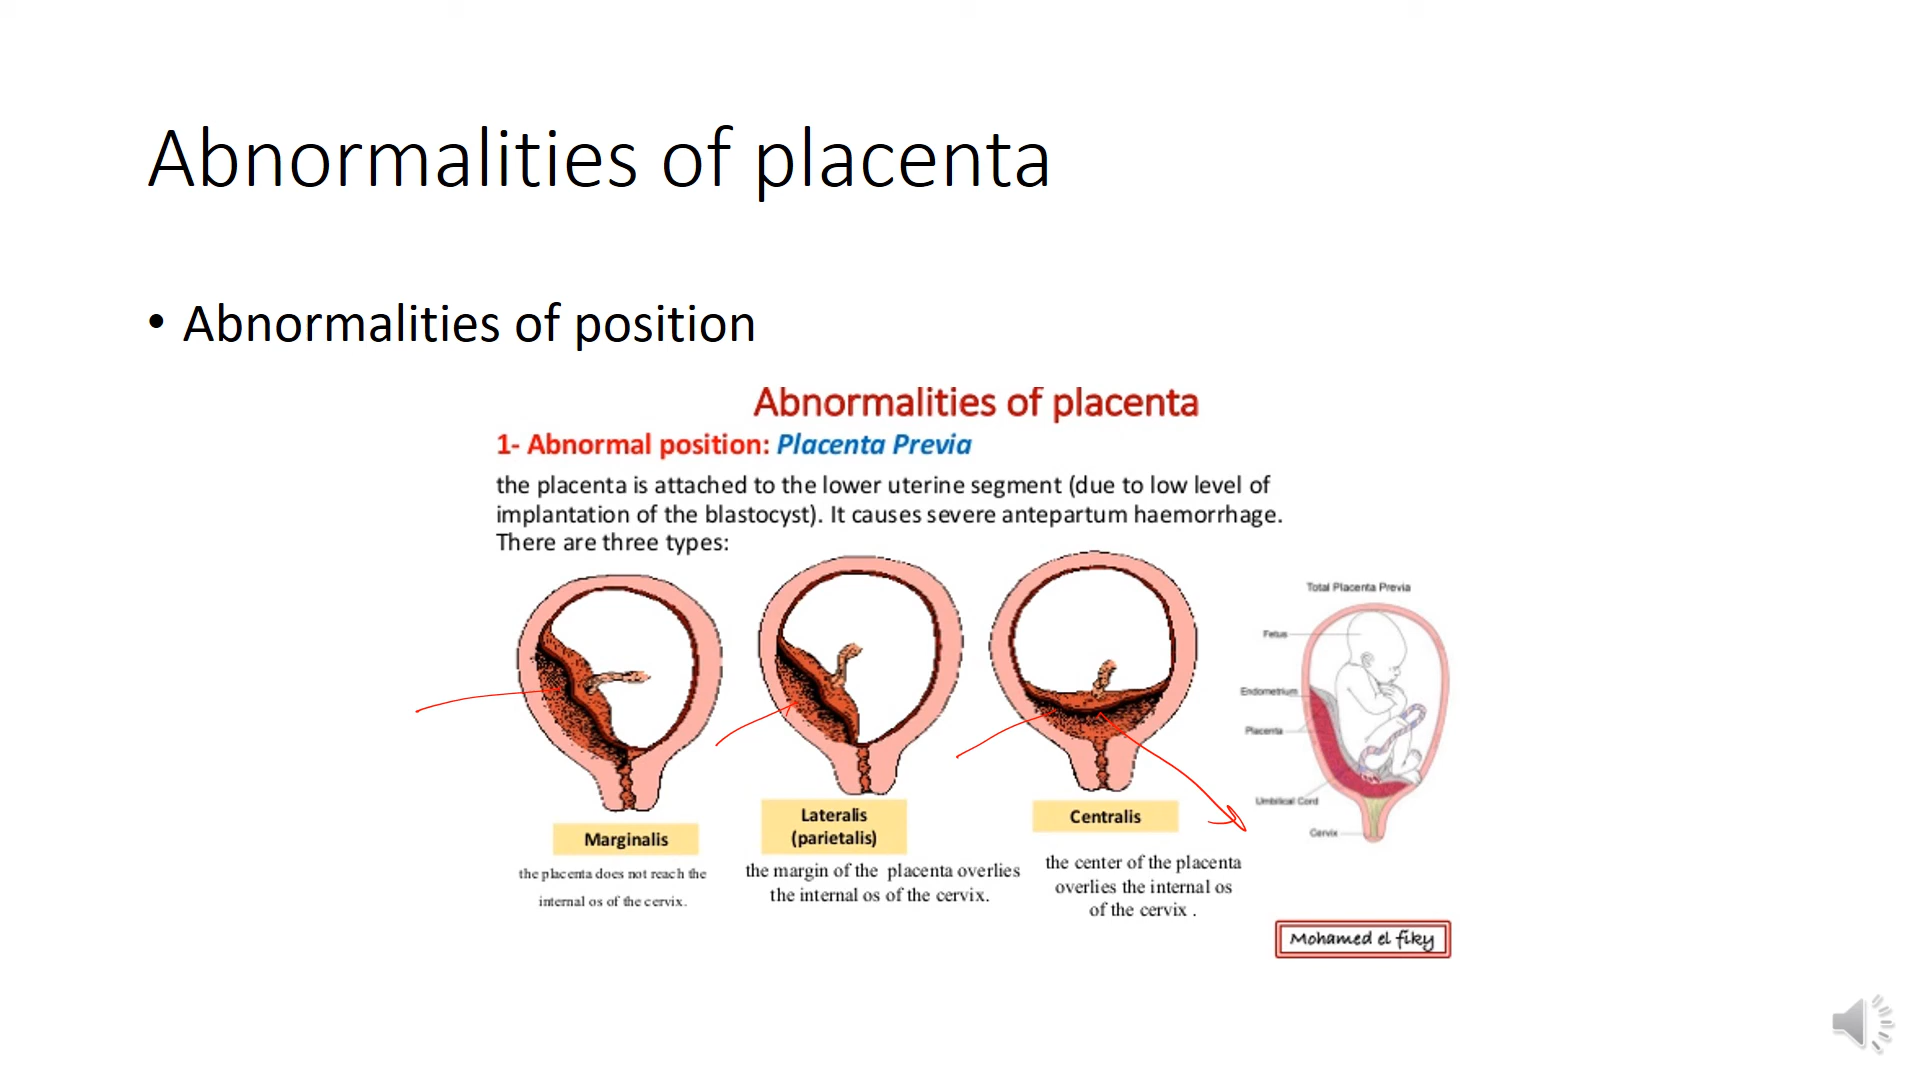 Abnormalities of placenta
• Abnormalities of position
Abnormalities of placenta
1- Abnormal position: Placenta Previa
the placenta is attached to the lower uterine segment (due to low level of
implantation of the blastocyst). It causes severe antepartum haemorrhage.
There are three types:
Marginalis
the placenta does not reach the
internal os of the cervix.
Lateralis
(parietalis)
the margin of the placenta overlies
the internal os of the cervix.
Centralis
the center of the placenta
overlies the internal os
of the cervix .
Total Placenta Previa
Fetus
Endometrium
Placenta
Umbilical Cord
Cervix
Mohamed el fiky